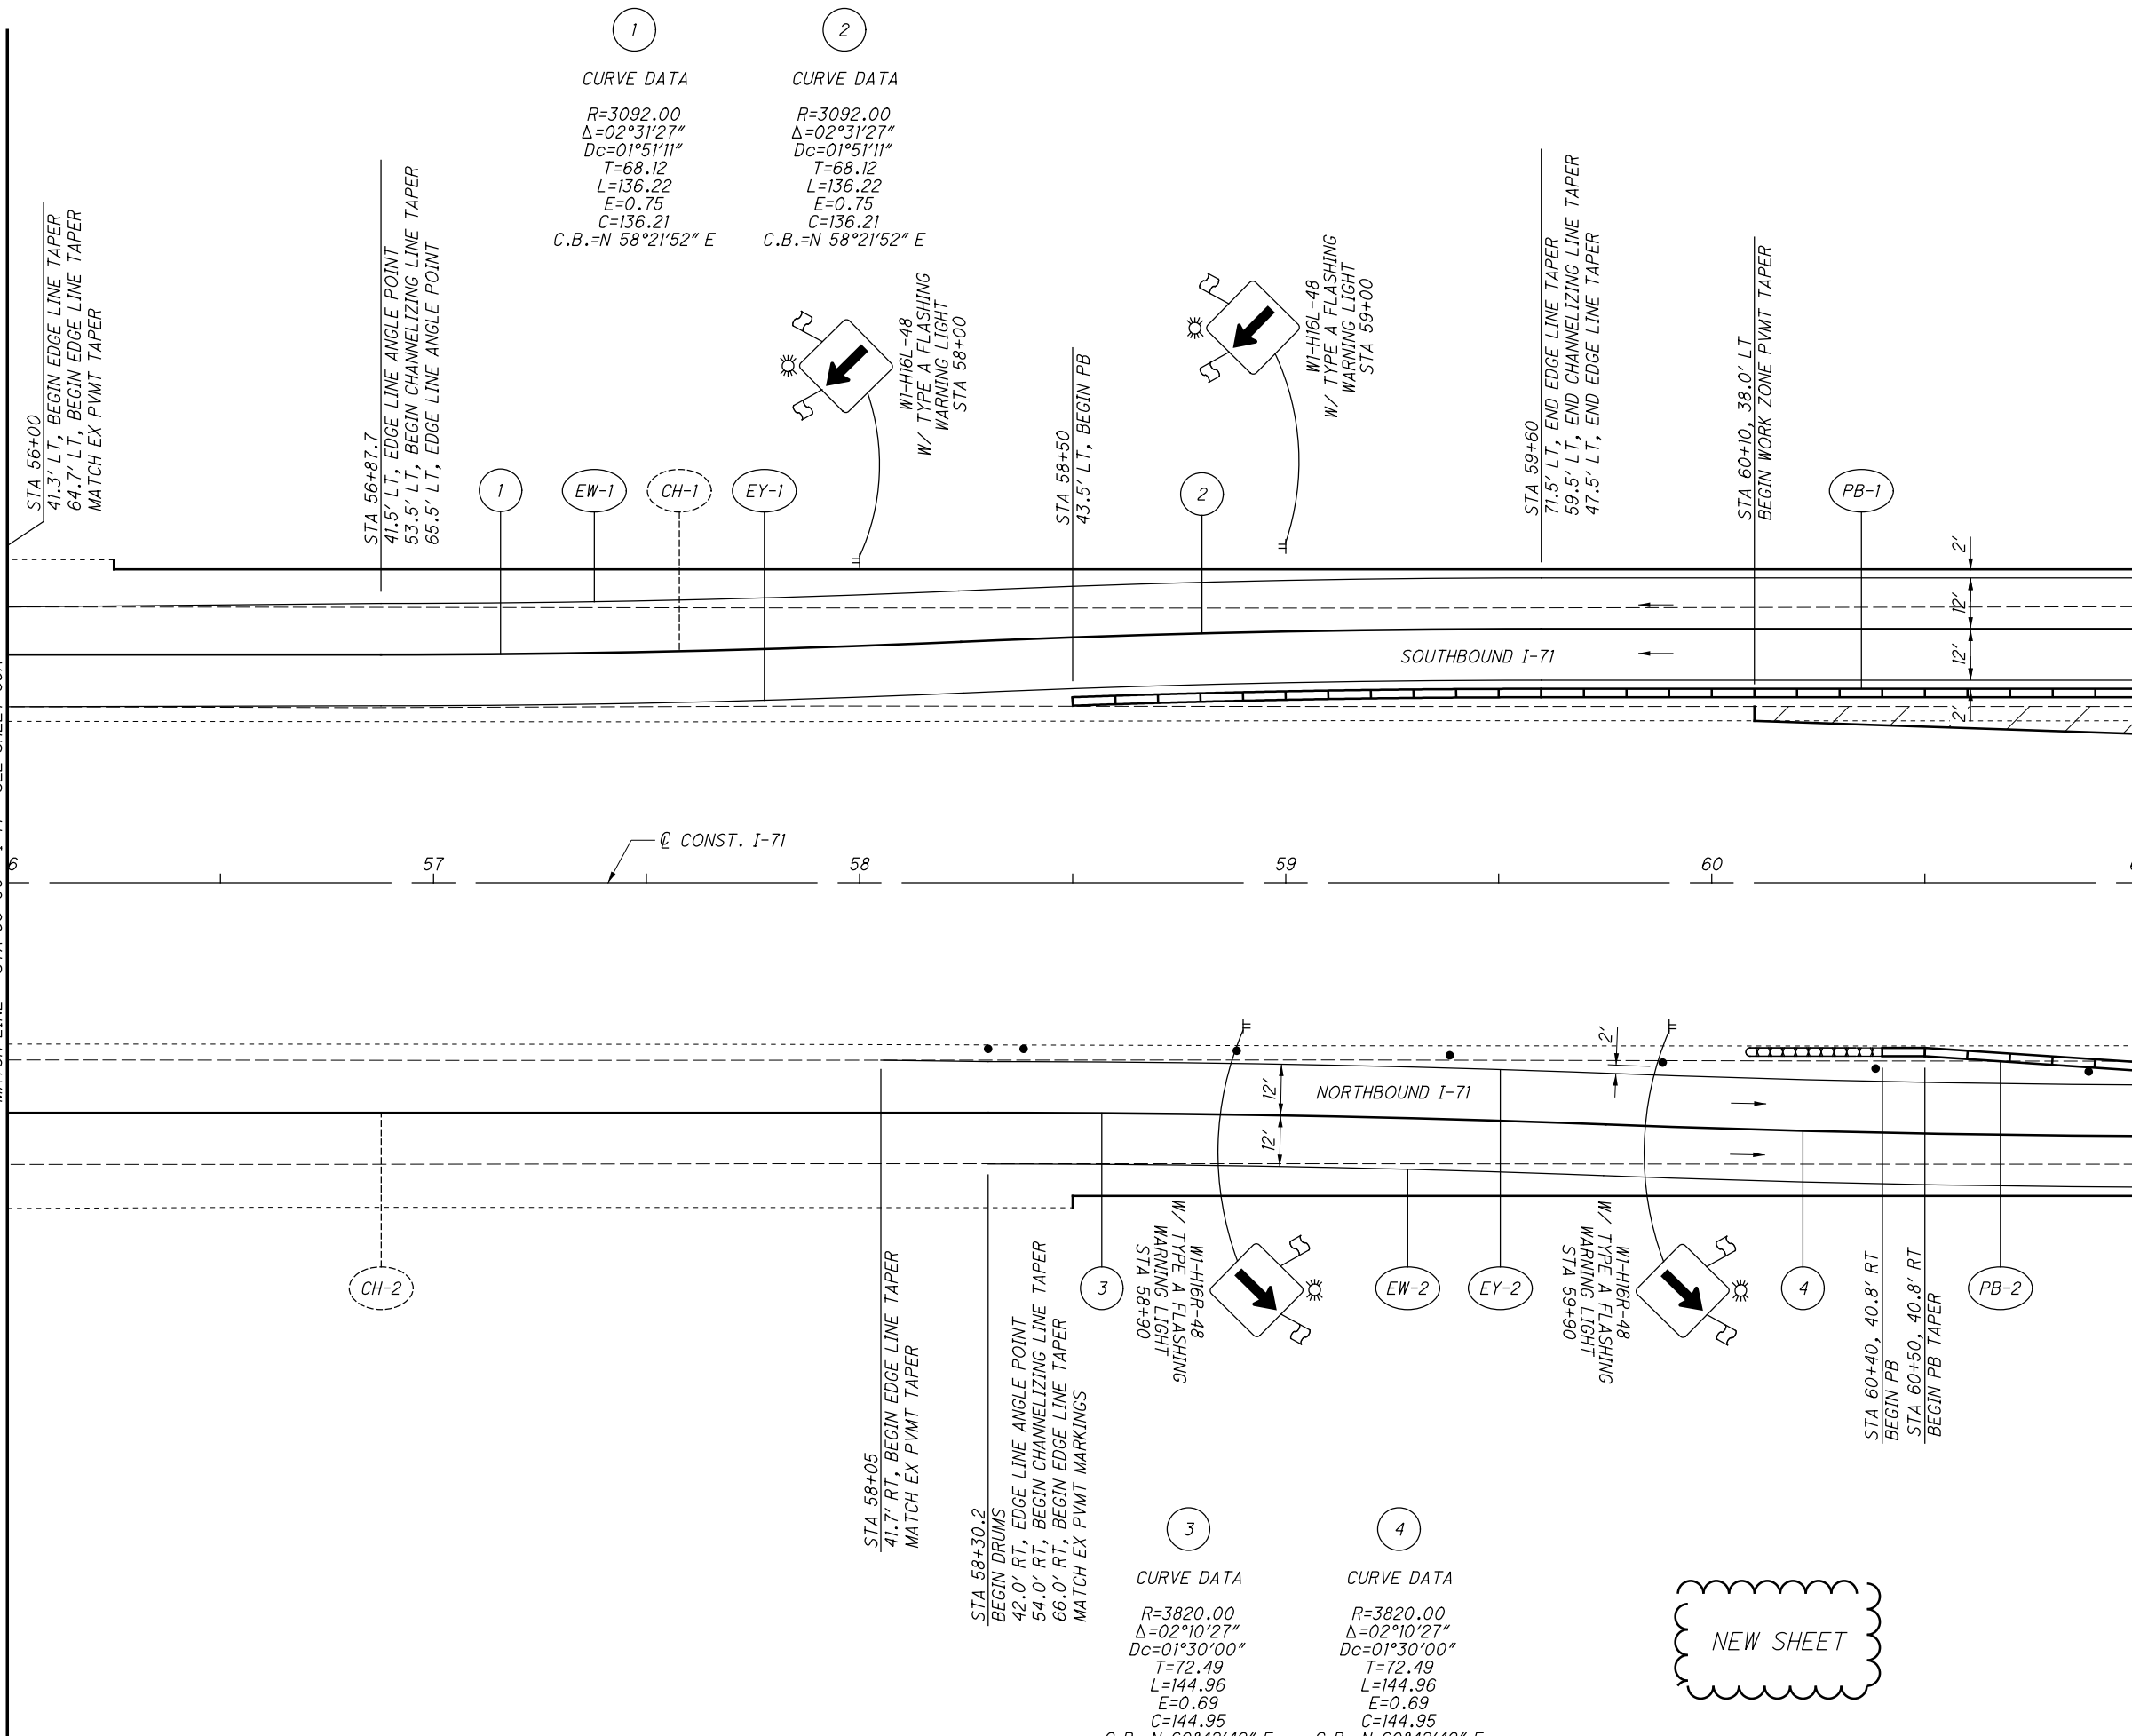 1
CURVE DATA
R=3092.00
Δ=02°31'27"
Dc=01°51'11"
T=68.12
L=136.22
E=0.75
C=136.21
C.B.=N 58°21'52" E
2
CURVE DATA
R=3092.00
Δ=02°31'27"
Dc=01°51'11"
T=68.12
L=136.22
E=0.75
C=136.21
C.B.=N 58°21'52" E
STA 56+00
41.3' LT, BEGIN EDGE LINE TAPER
64.7' LT, BEGIN EDGE LINE TAPER
MATCH EX PVMT TAPER
STA 56+87.7
41.5' LT, EDGE LINE ANGLE POINT
53.5' LT, BEGIN CHANNELIZING LINE TAPER
65.5' LT, EDGE LINE ANGLE POINT
1
EW-1
CH-1
EY-1
W1-H16L-48
W/ TYPE A FLASHING
WARNING LIGHT
STA 58+00
STA 58+50
43.5' LT, BEGIN PB
2
W1-H16L-48
W/ TYPE A FLASHING
WARNING LIGHT
STA 59+00
STA 59+60
71.5' LT, END EDGE LINE TAPER
59.5' LT, END CHANNELIZING LINE TAPER
47.5' LT, END EDGE LINE TAPER
STA 60+10, 38.0' LT
BEGIN WORK ZONE PVMT TAPER
PB-1
2'
12'
12'
2'
SOUTHBOUND I-71
℄ CONST. I-71
6
57
58
59
60
2'
12'
12'
NORTHBOUND I-71
CH-2
STA 58+05
41.7' RT, BEGIN EDGE LINE TAPER
MATCH EX PVMT TAPER
STA 58+30.2
BEGIN DRUMS
42.0' RT, EDGE LINE ANGLE POINT
54.0' RT, BEGIN CHANNELIZING LINE TAPER
66.0' RT, BEGIN EDGE LINE TAPER
MATCH EX PVMT MARKINGS
3
W1-H16R-48
W/ TYPE A FLASHING
WARNING LIGHT
STA 58+90
EW-2
EY-2
W1-H16R-48
W/ TYPE A FLASHING
WARNING LIGHT
STA 59+90
4
STA 60+40, 40.8' RT
BEGIN PB
STA 60+50, 40.8' RT
BEGIN PB TAPER
PB-2
3
CURVE DATA
R=3820.00
Δ=02°10'27"
Dc=01°30'00"
T=72.49
L=144.96
E=0.69
C=144.95
4
CURVE DATA
R=3820.00
Δ=02°10'27"
Dc=01°30'00"
T=72.49
L=144.96
E=0.69
C=144.95
NEW SHEET